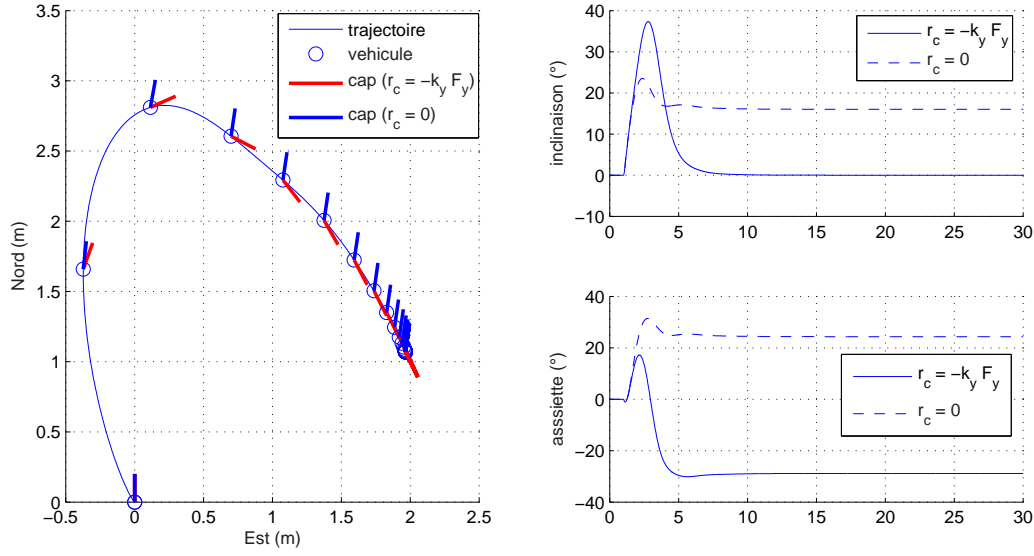 3.5
3
2.5
2
1.5
1
0.5
0
−0.5 0 0.5 1 1.5 2 2.5
Est (m)
Nord (m)
trajectoire
vehicule
cap (r_c = −k_y F_y)
cap (r_c = 0)
40
30
20
10
0
−10
0 5 10 15 20 25 30
inclinaison (°)
r_c = −k_y F_y
r_c = 0
40
20
0
−20
−40
0 5 10 15 20 25 30
asssiette (°)
r_c = −k_y F_y
r_c = 0